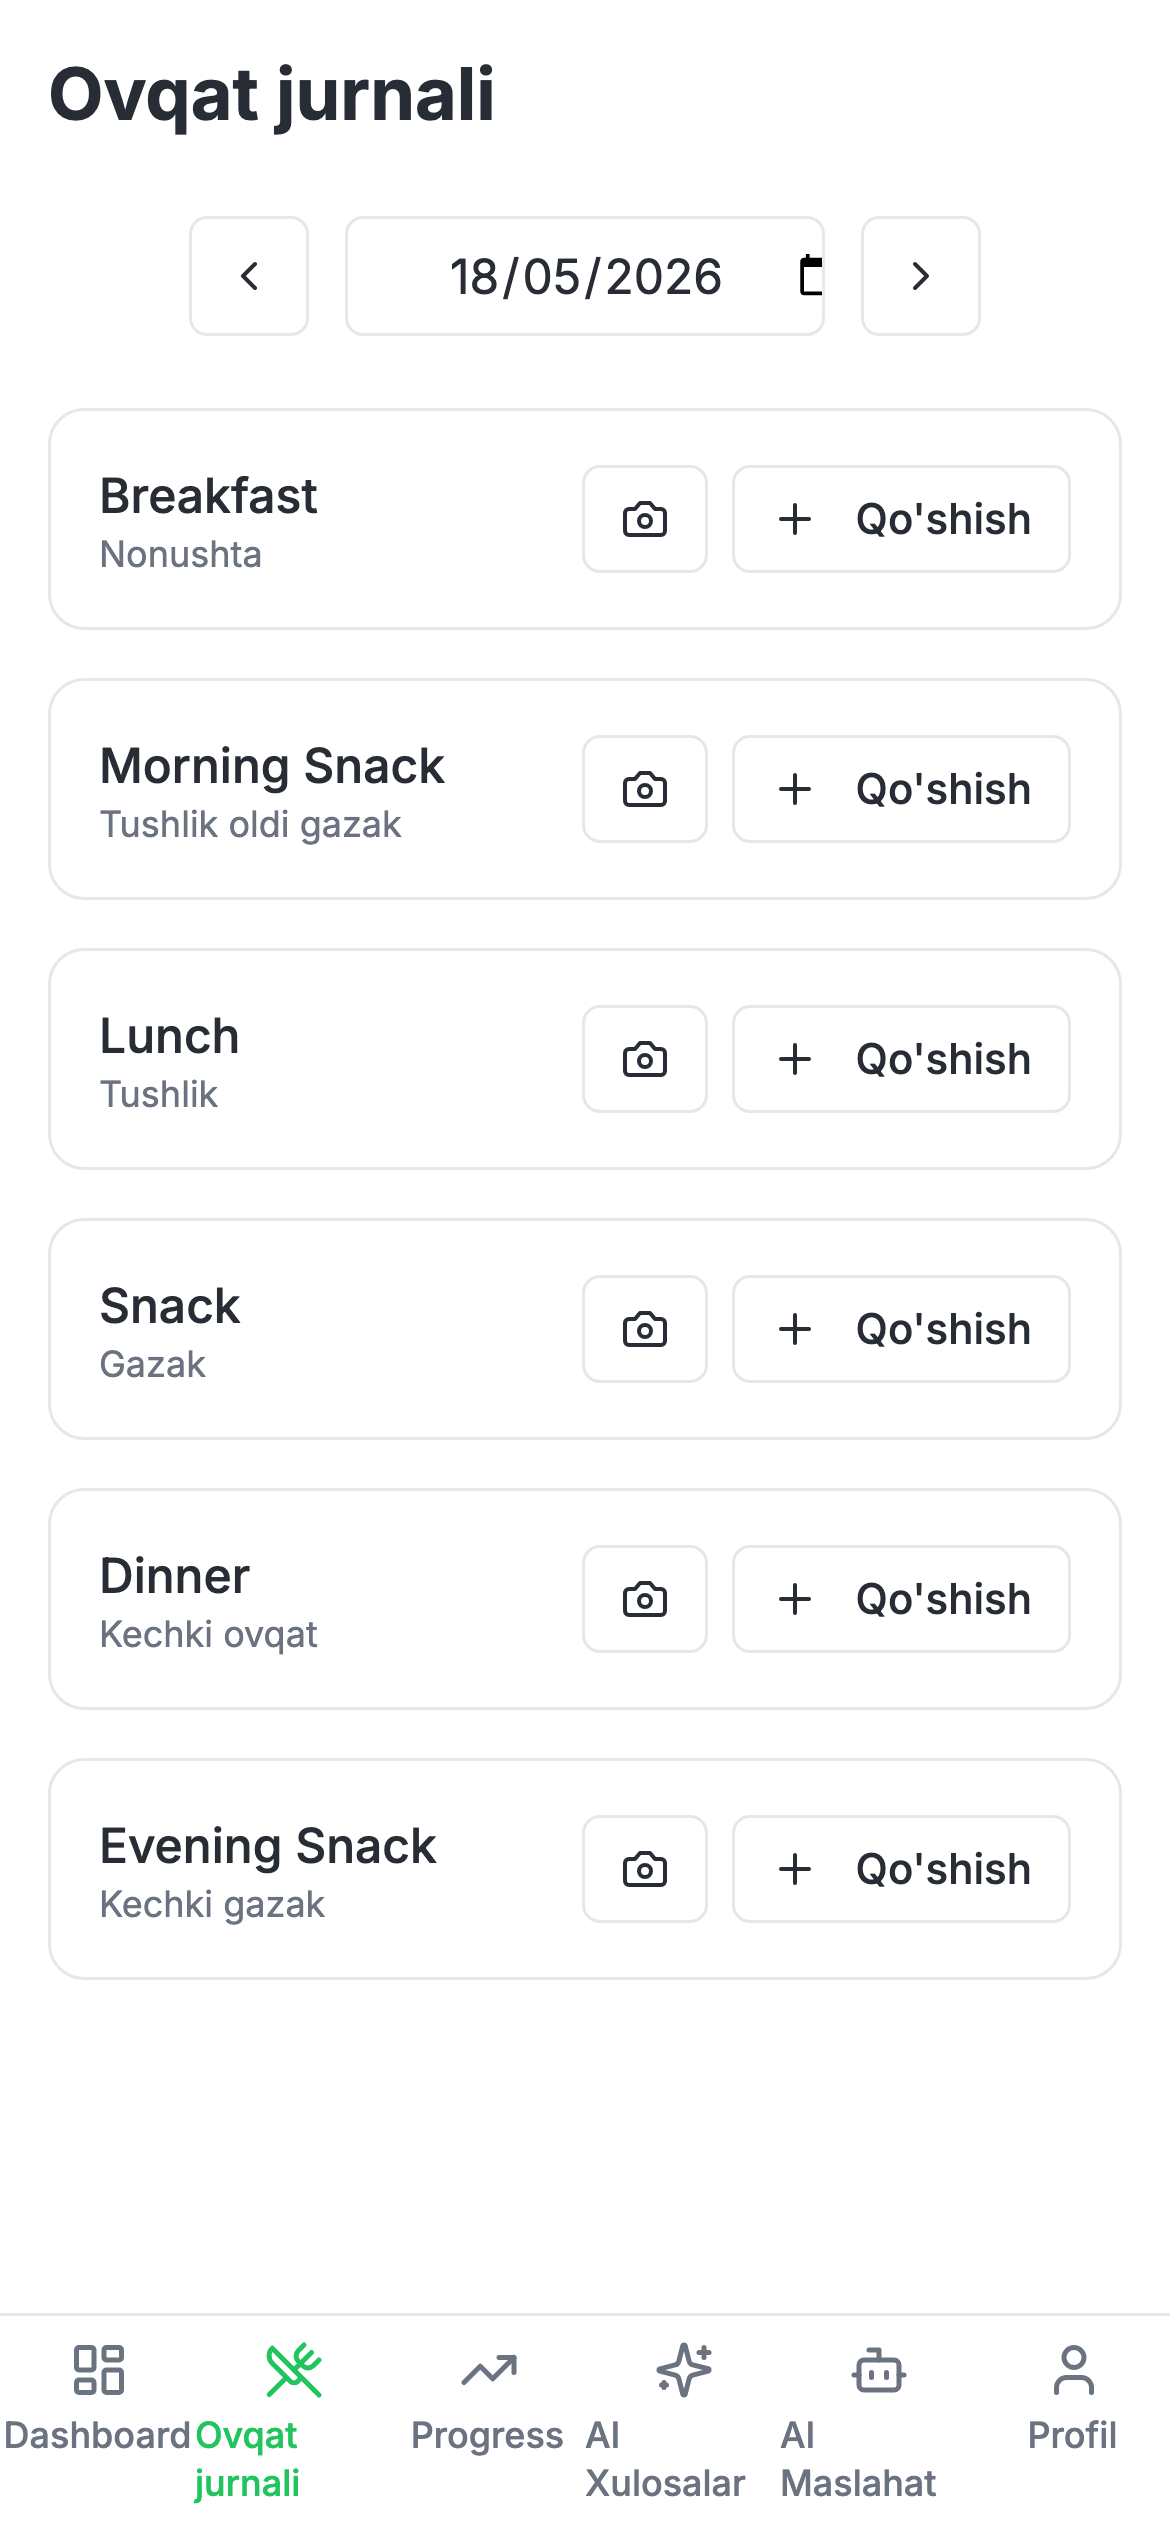 Ovqat jurnali
18/05/2026
Breakfast
Nonushta
Qo'shish
Morning Snack
Tushlik oldi gazak
Qo'shish
Lunch
Tushlik
Qo'shish
Snack
Gazak
Qo'shish
Dinner
Kechki ovqat
Qo'shish
Evening Snack
Kechki gazak
Qo'shish
Dashboard
Ovqat
jurnali
Progress
AI
Xulosalar
AI
Maslahat
Profil